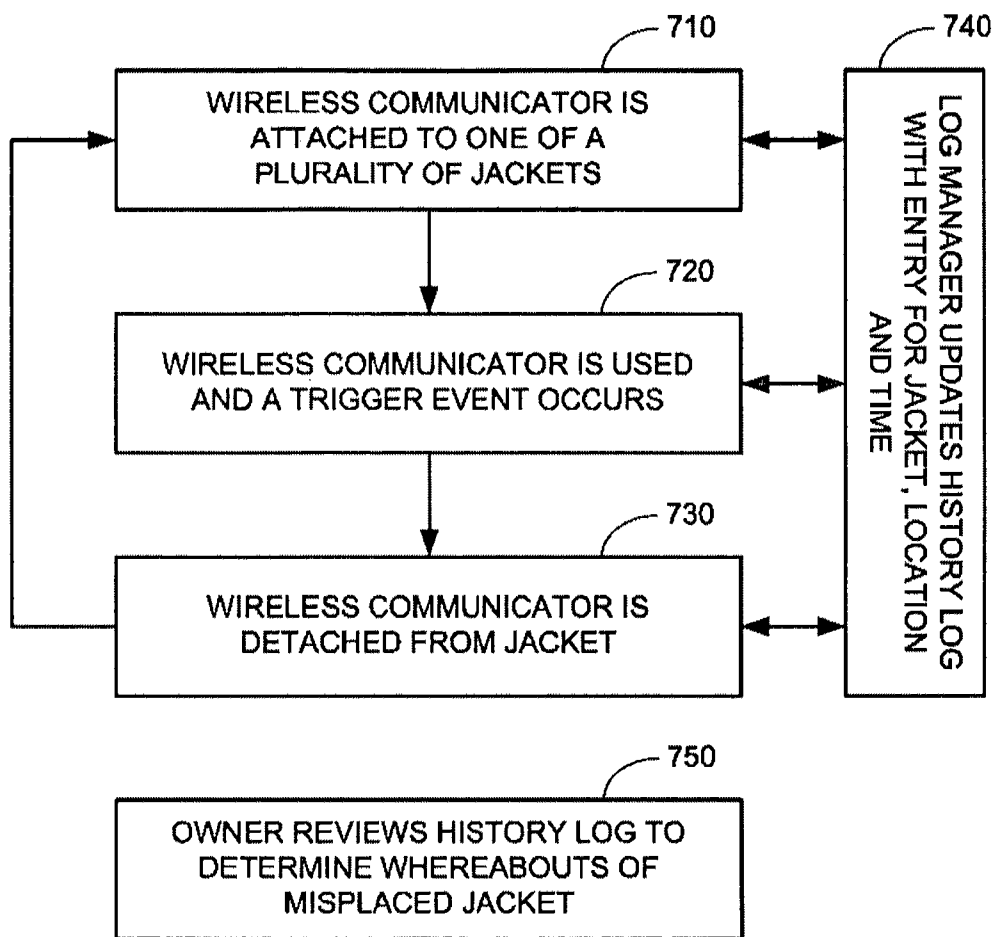 710
WIRELESS COMMUNICATOR IS
ATTACHED TO ONE OF A
PLURALITY OF JACKETS
720
WIRELESS COMMUNICATOR IS USED
AND A TRIGGER EVENT OCCURS
730
WIRELESS COMMUNICATOR IS
DETACHED FROM JACKET
740
LOG MANAGER UPDATES HISTORY LOG
WITH ENTRY FOR JACKET, LOCATION
AND TIME
750
OWNER REVIEWS HISTORY LOG TO
DETERMINE WHEREABOUTS OF
MISPLACED JACKET